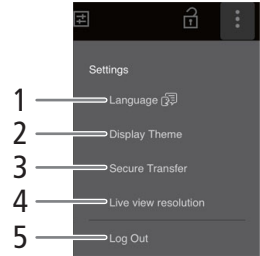 Settings
1 Language
2 Display Theme
3 Secure Transfer
4 Live view resolution
5 Log Out